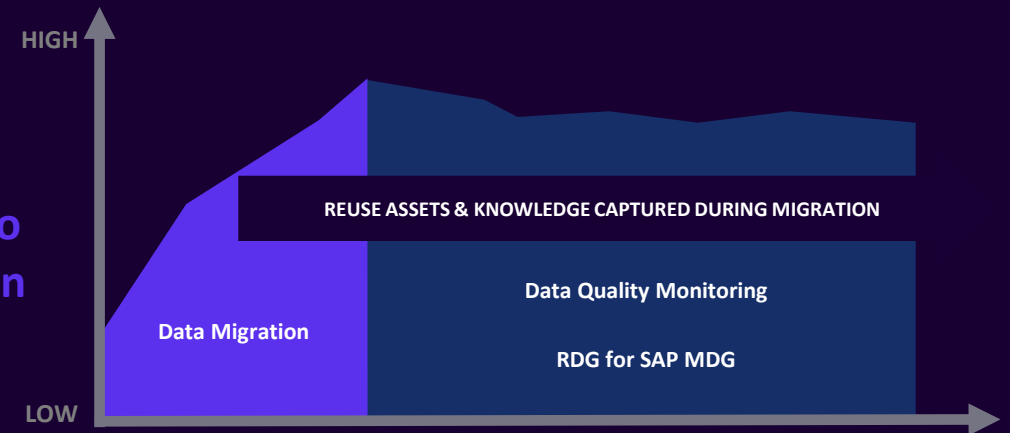 HIGH
REUSE ASSETS & KNOWLEDGE CAPTURED DURING MIGRATION
o
n
Data Quality Monitoring
Data Migration
RDG for SAP MDG
LOW